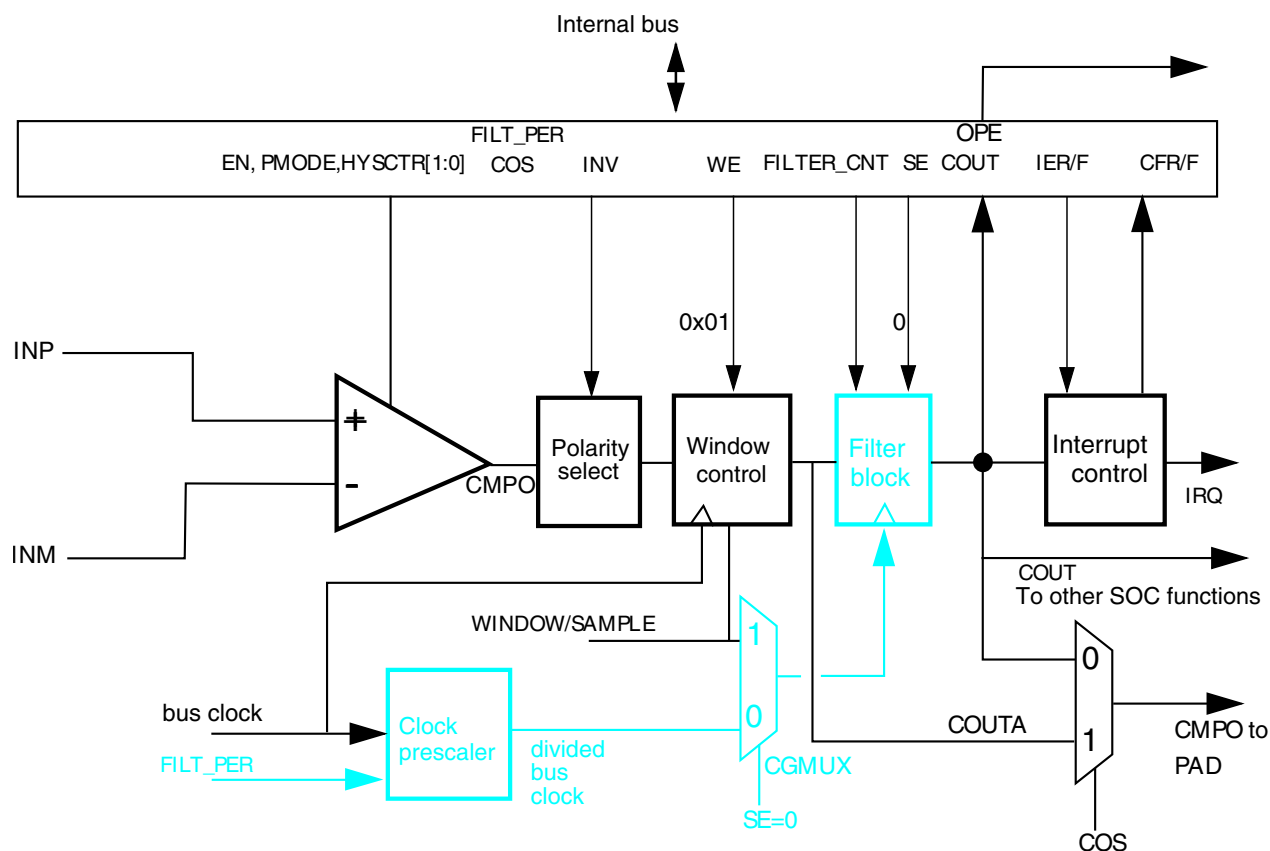 Internal bus
FILT_PER
OPE
EN, PMODE,HYSCTR[1:0]
COS
INV
WE
FILTER_CNT
SE
COUT
IER/F
CFR/F
0x01
0
INP
+
-
INM
CMPO
Polarity
select
Window
control
Filter
block
Interrupt
control
IRQ
COUT
To other SOC functions
WINDOW/SAMPLE
1
0
CGMUX
SE=0
bus clock
FILT_PER
Clock
prescaler
divided
bus
clock
COUTA
0
1
CMPO to
PAD
COS